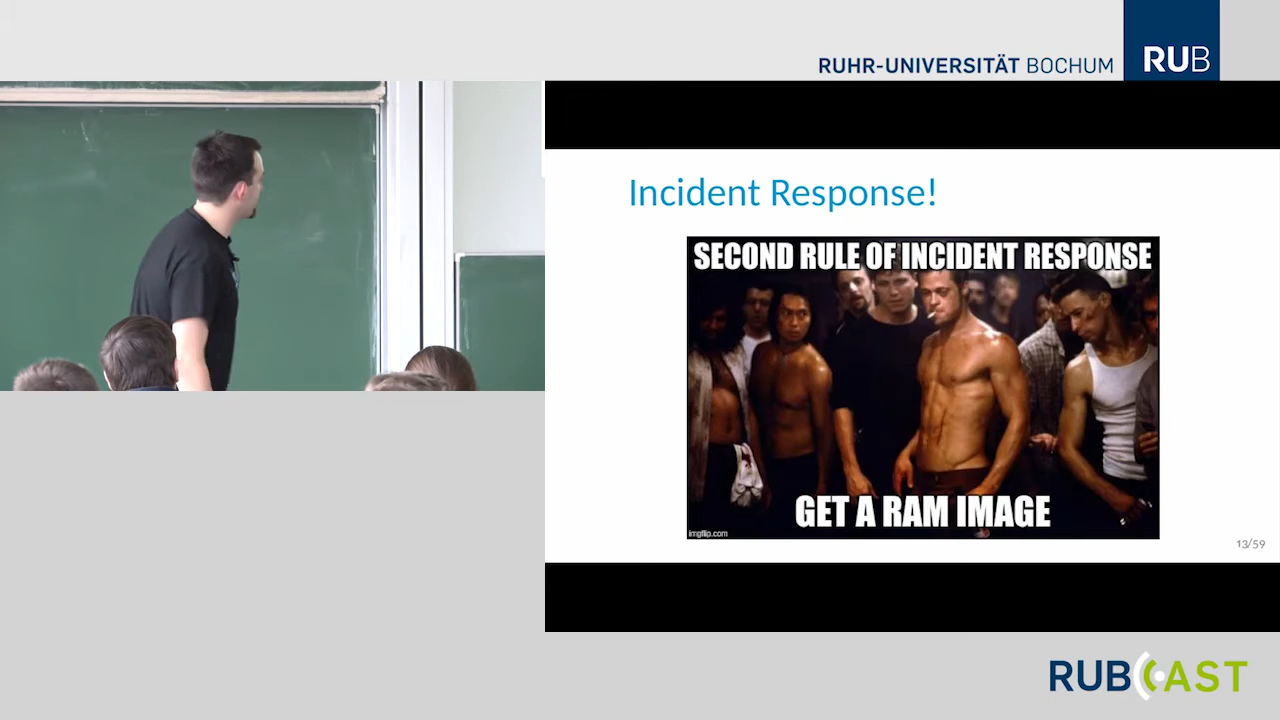 RUHR-UNIVERSITÄT BOCHUM
RUB
Incident Response!
SECOND RULE OF INCIDENT RESPONSE
GET A RAM IMAGE
imgflip.com
13/59
RUBCAST